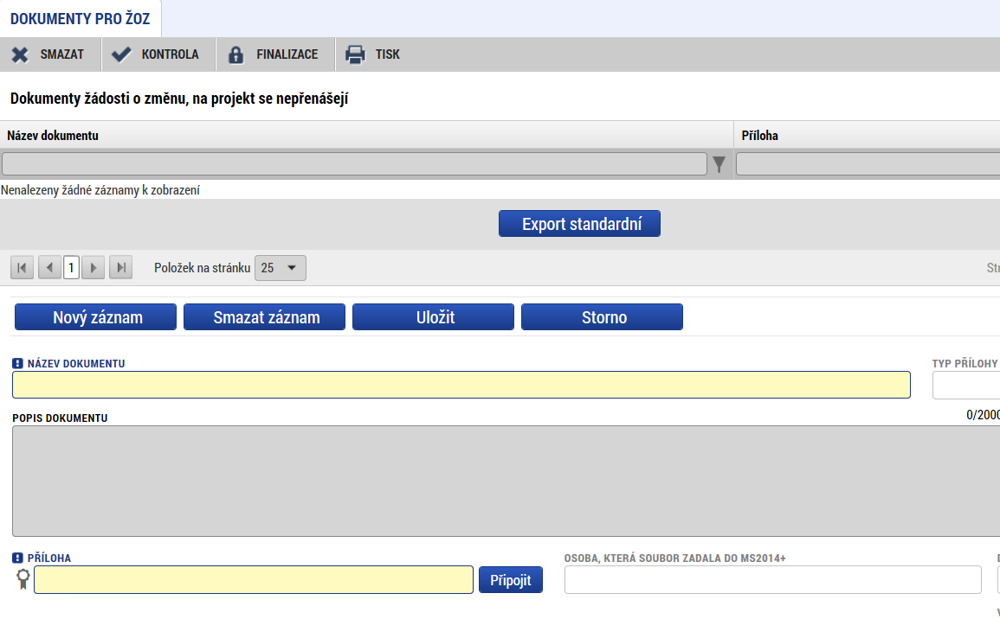 DOKUMENTY PRO ŽOZ
SMAZAT KONTROLA FINALIZACE TISK
Dokumenty žádosti o změnu, na projekt se nepřenášejí
Název dokumentu Příloha
Nenalezeny žádné záznamy k zobrazení
Export standardní
1 Položek na stránku 25
Nový záznam Smazat záznam Uložit Storno
NÁZEV DOKUMENTU TYP PŘÍLOHY
POPIS DOKUMENTU 0/2000
PŘÍLOHA OSOBA, KTERÁ SOUBOR ZADALA DO MS2014+
Připojit